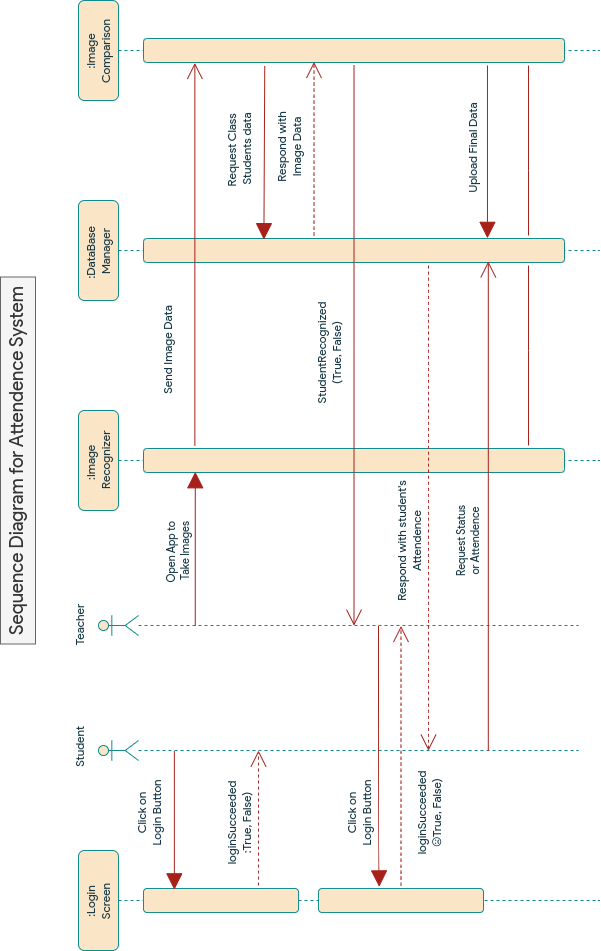 Sequence Diagram for Attendence System
:Login
Screen
Student
Teacher
:Image
Recognizer
:DataBase
Manager
:Image
Comparison
Click on
Login Button
Open App to
Take Images
Send Image Data
loginSucceeded
:True, False)
Request Class
Students data
Respond with
Image Data
StudentRecognized
(True, False)
Click on
Login Button
loginSucceeded
☹True, False)
Respond with student's
Attendence
Request Status
or Attendence
Upload Final Data